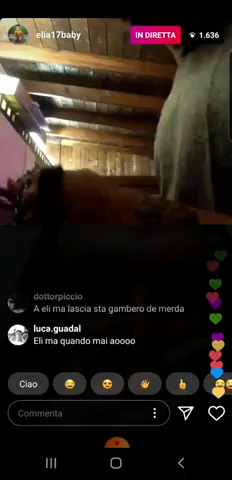 elia17baby
IN DIRETTA
1.636
dottorpiccio
A eli ma lascia sta gambero de merda
luca.guadal
Eli ma quando mai aoooo
Ciao
Commenta